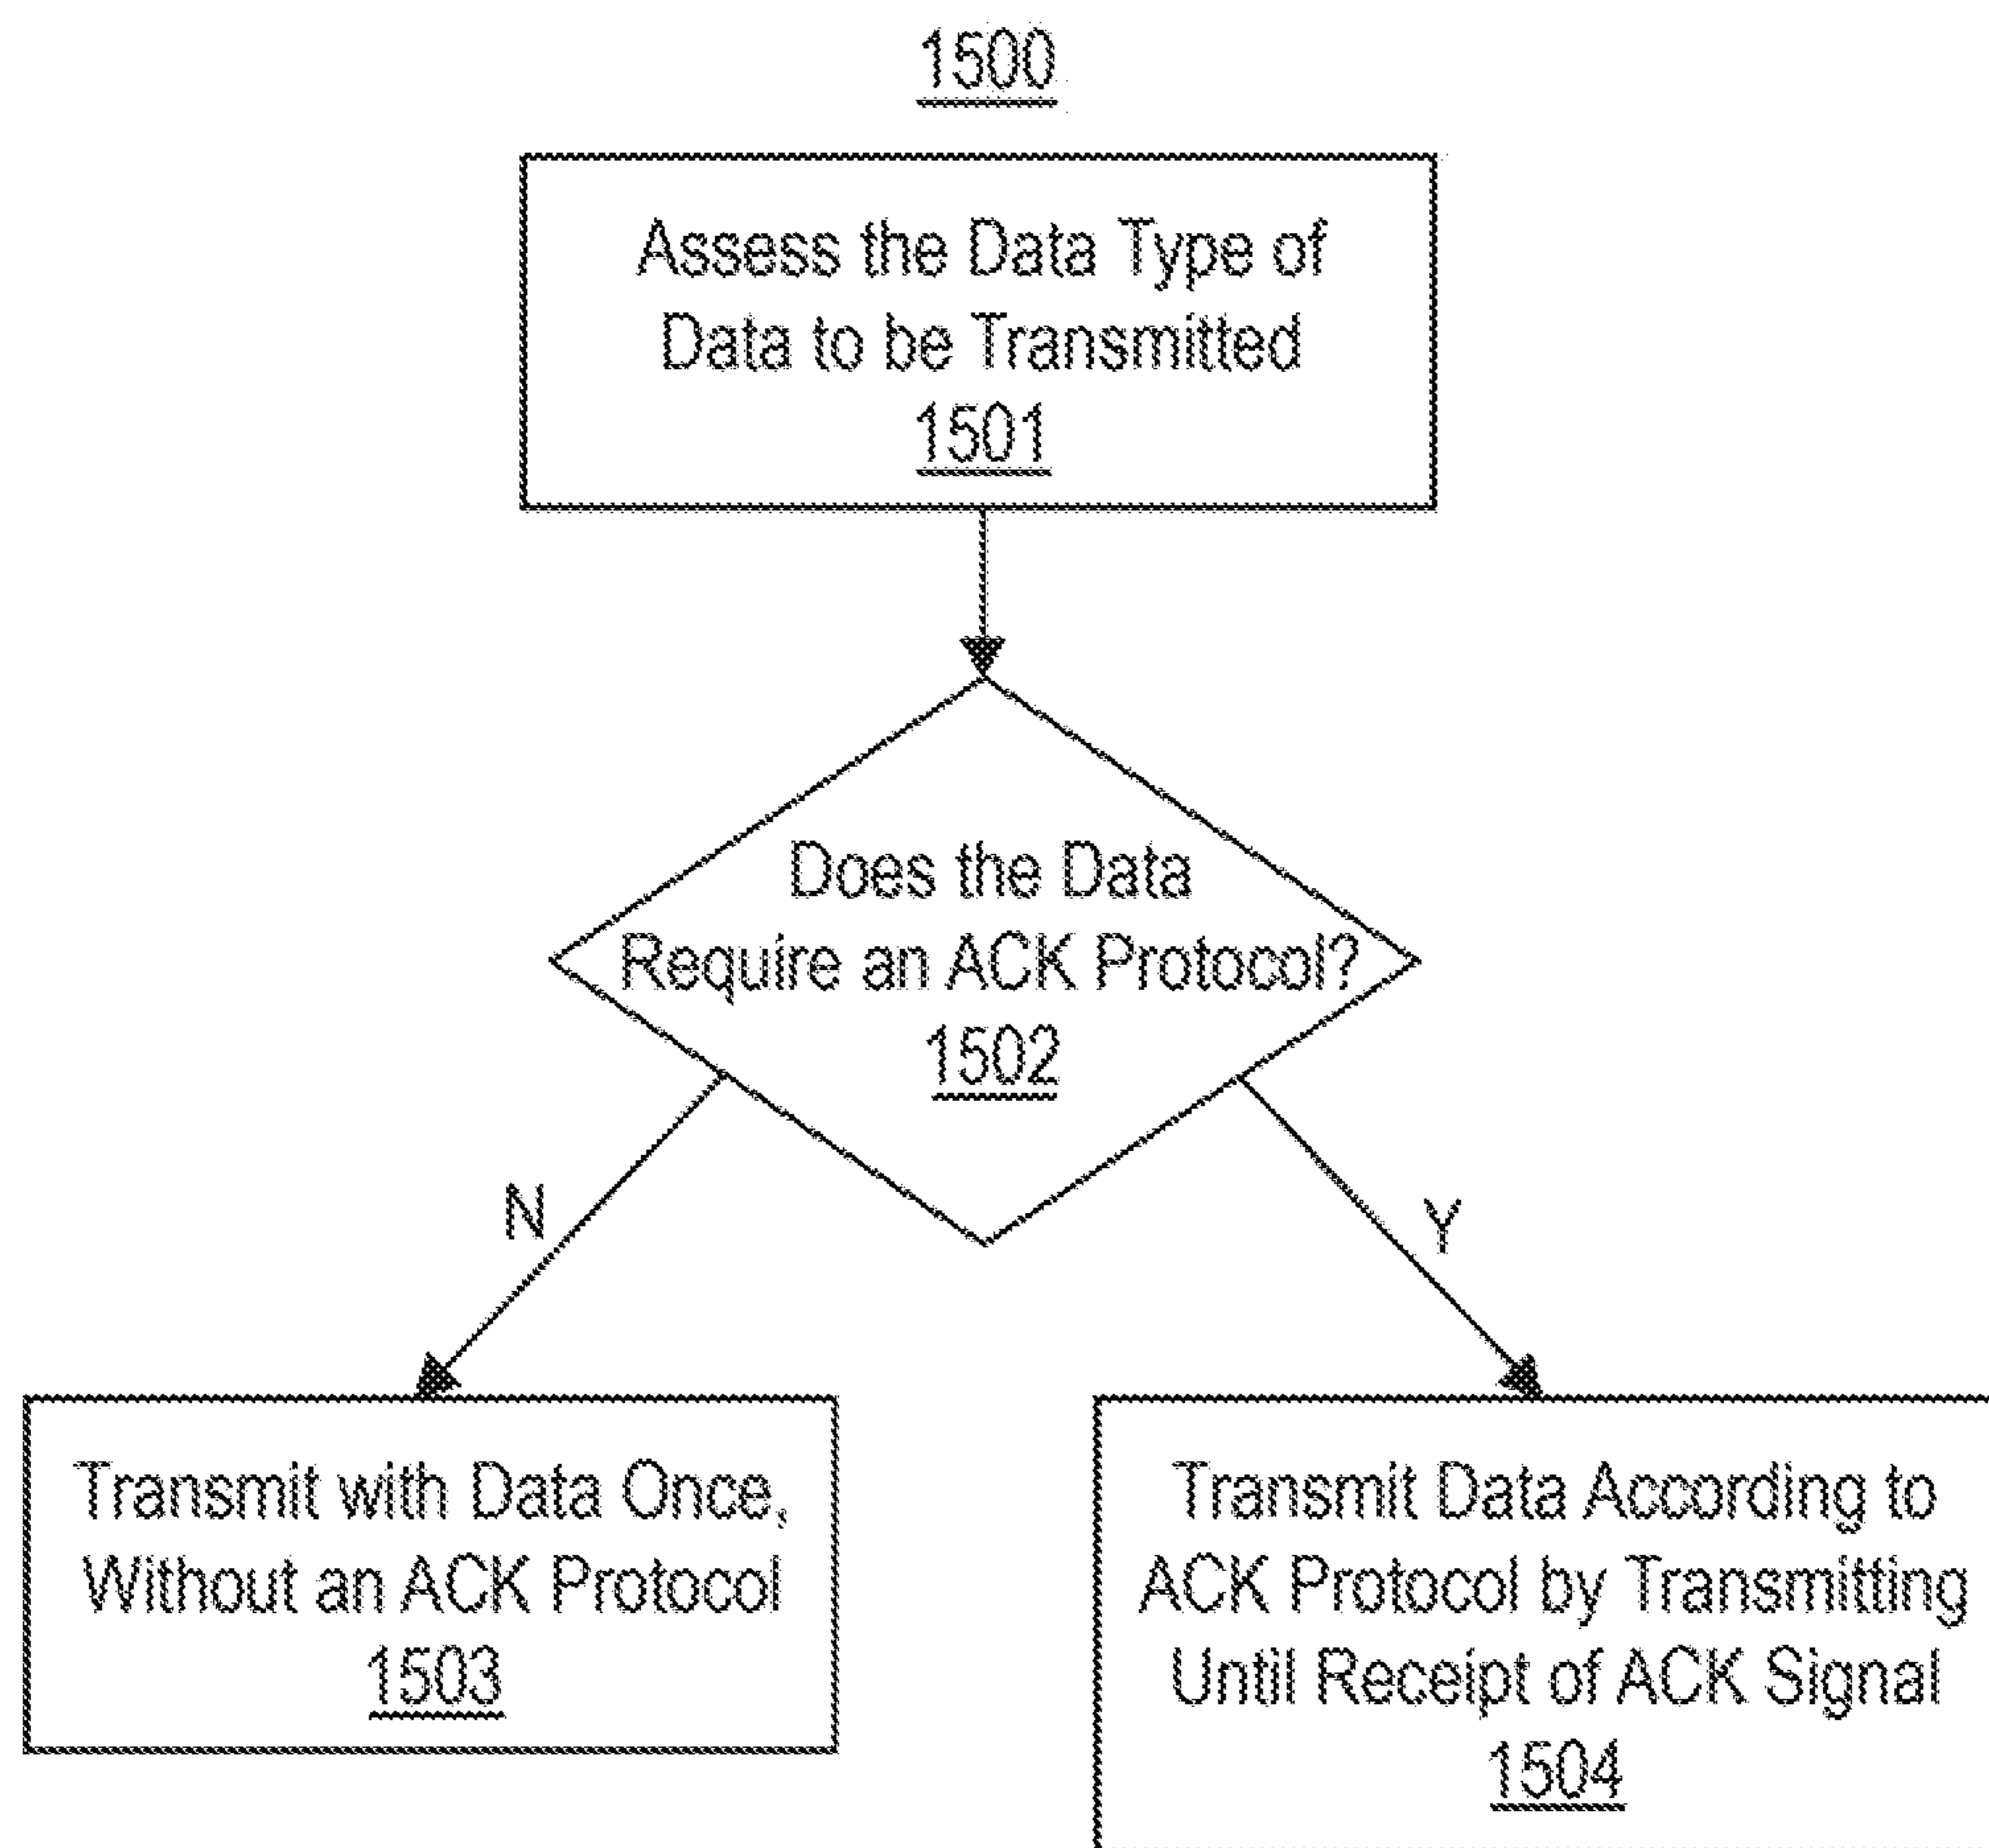 1500
Assess the Data Type of
Data to be Transmitted
1501
Does the Data
Require an ACK Protocol?
1502
N
Y
Transmit with Data Once,
Without an ACK Protocol
1503
Transmit Data According to
ACK Protocol by Transmitting
Until Receipt of ACK Signal
1504